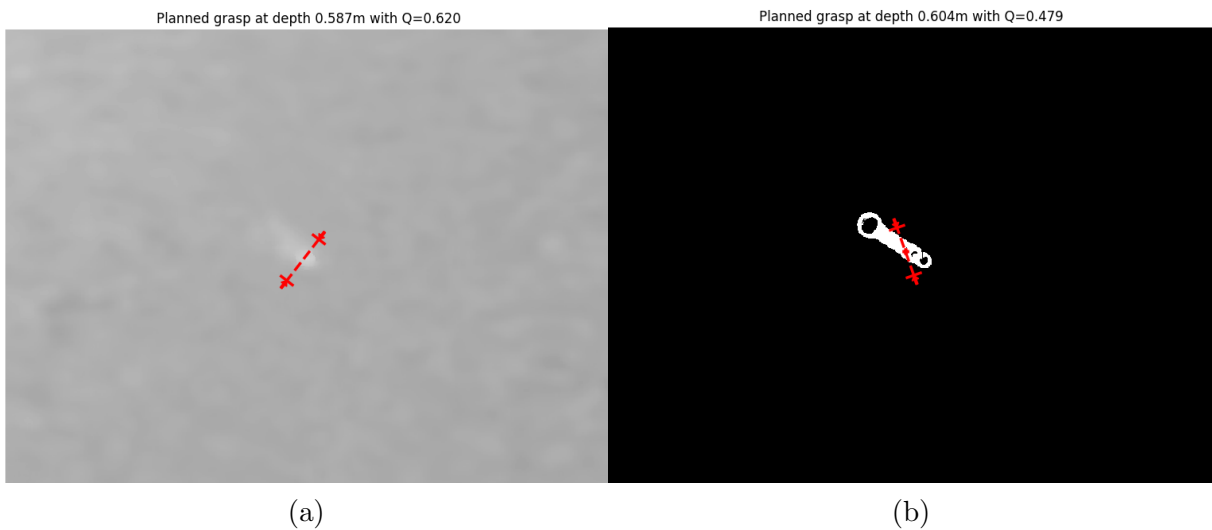 Planned grasp at depth 0.587m with Q=0.620
Planned grasp at depth 0.604m with Q=0.479
(a)
(b)